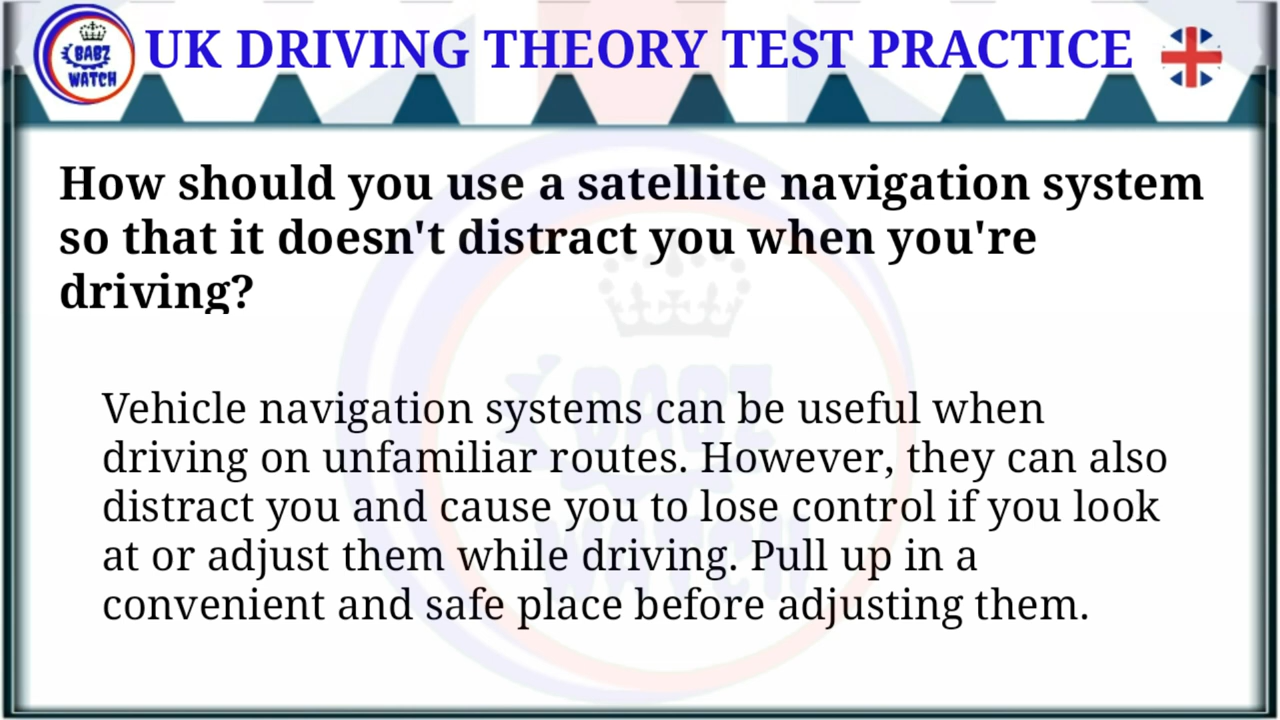 BABZ
WATCH
UK DRIVING THEORY TEST PRACTICE
How should you use a satellite navigation system
so that it doesn't distract you when you're
driving?
Vehicle navigation systems can be useful when
driving on unfamiliar routes. However, they can also
distract you and cause you to lose control if you look
at or adjust them while driving. Pull up in a
convenient and safe place before adjusting them.
BABZ
WATCH